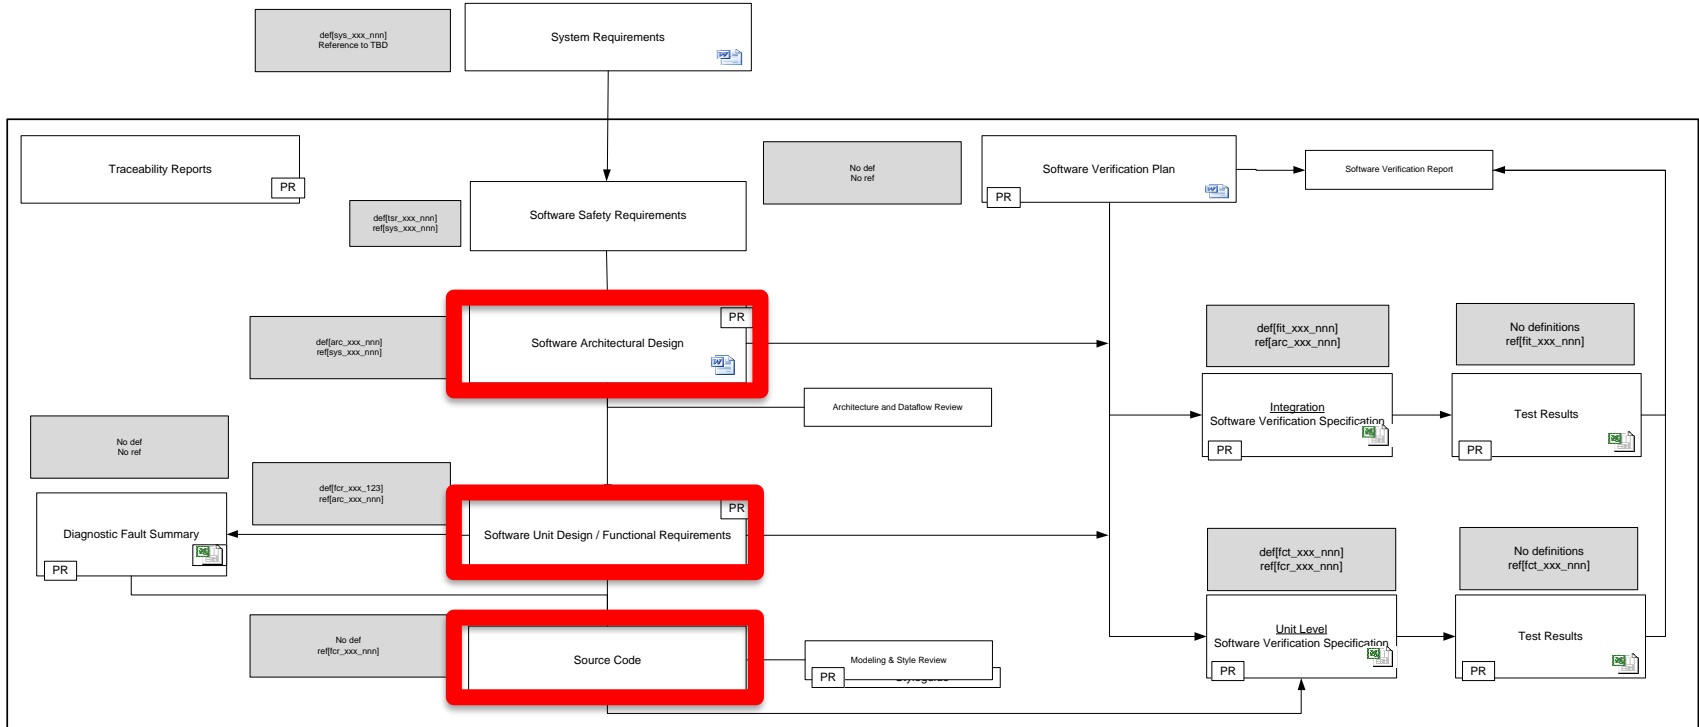 def[sys_xxx_nnn]
Reference to TBD
System Requirements
Traceability Reports
PR
No def
No ref
Software Verification Plan
PR
Software Verification Report
def[tsr_xxx_nnn]
ref[sys_xxx_nnn]
Software Safety Requirements
def[arc_xxx_nnn]
ref[sys_xxx_nnn]
PR
Software Architectural Design
def[fit_xxx_nnn]
ref[arc_xxx_nnn]
No definitions
ref[fit_xxx_nnn]
Architecture and Dataflow Review
Integration
Software Verification Specification
PR
Test Results
PR
No def
No ref
def[fcr_xxx_123]
ref[arc_xxx_nnn]
PR
Software Unit Design / Functional Requirements
Diagnostic Fault Summary
PR
def[fct_xxx_nnn]
ref[fcr_xxx_nnn]
No definitions
ref[fct_xxx_nnn]
No def
ref[fcr_xxx_nnn]
Source Code
Modeling & Style Review
PR
Unit Level
Software Verification Specification
PR
Test Results
PR